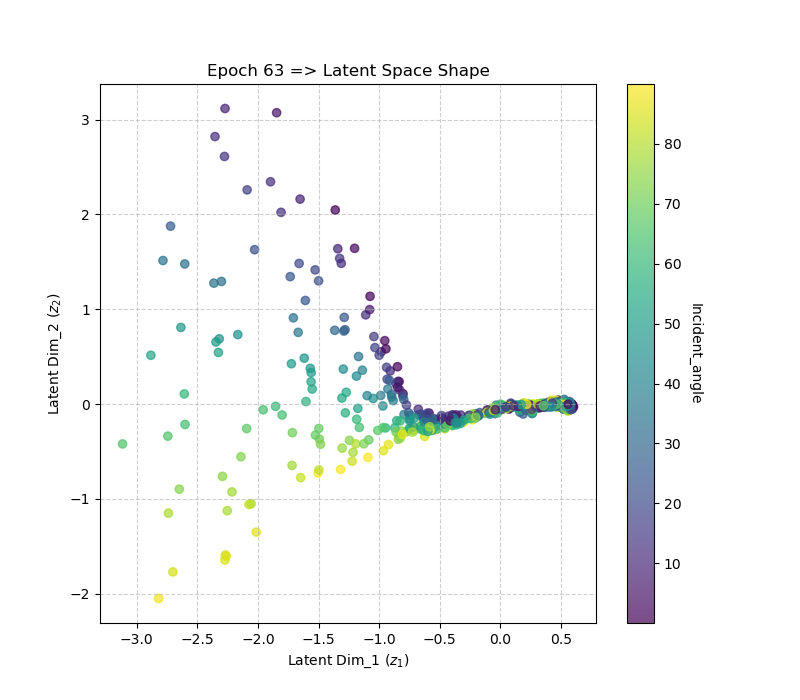 Epoch 63 => Latent Space Shape
3
2
1
0
−1
−2
Latent Dim_2 (z₂)
−3.0 −2.5 −2.0 −1.5 −1.0 −0.5 0.0 0.5
Latent Dim_1 (z₁)
80
70
60
50
40
30
20
10
Incident_angle